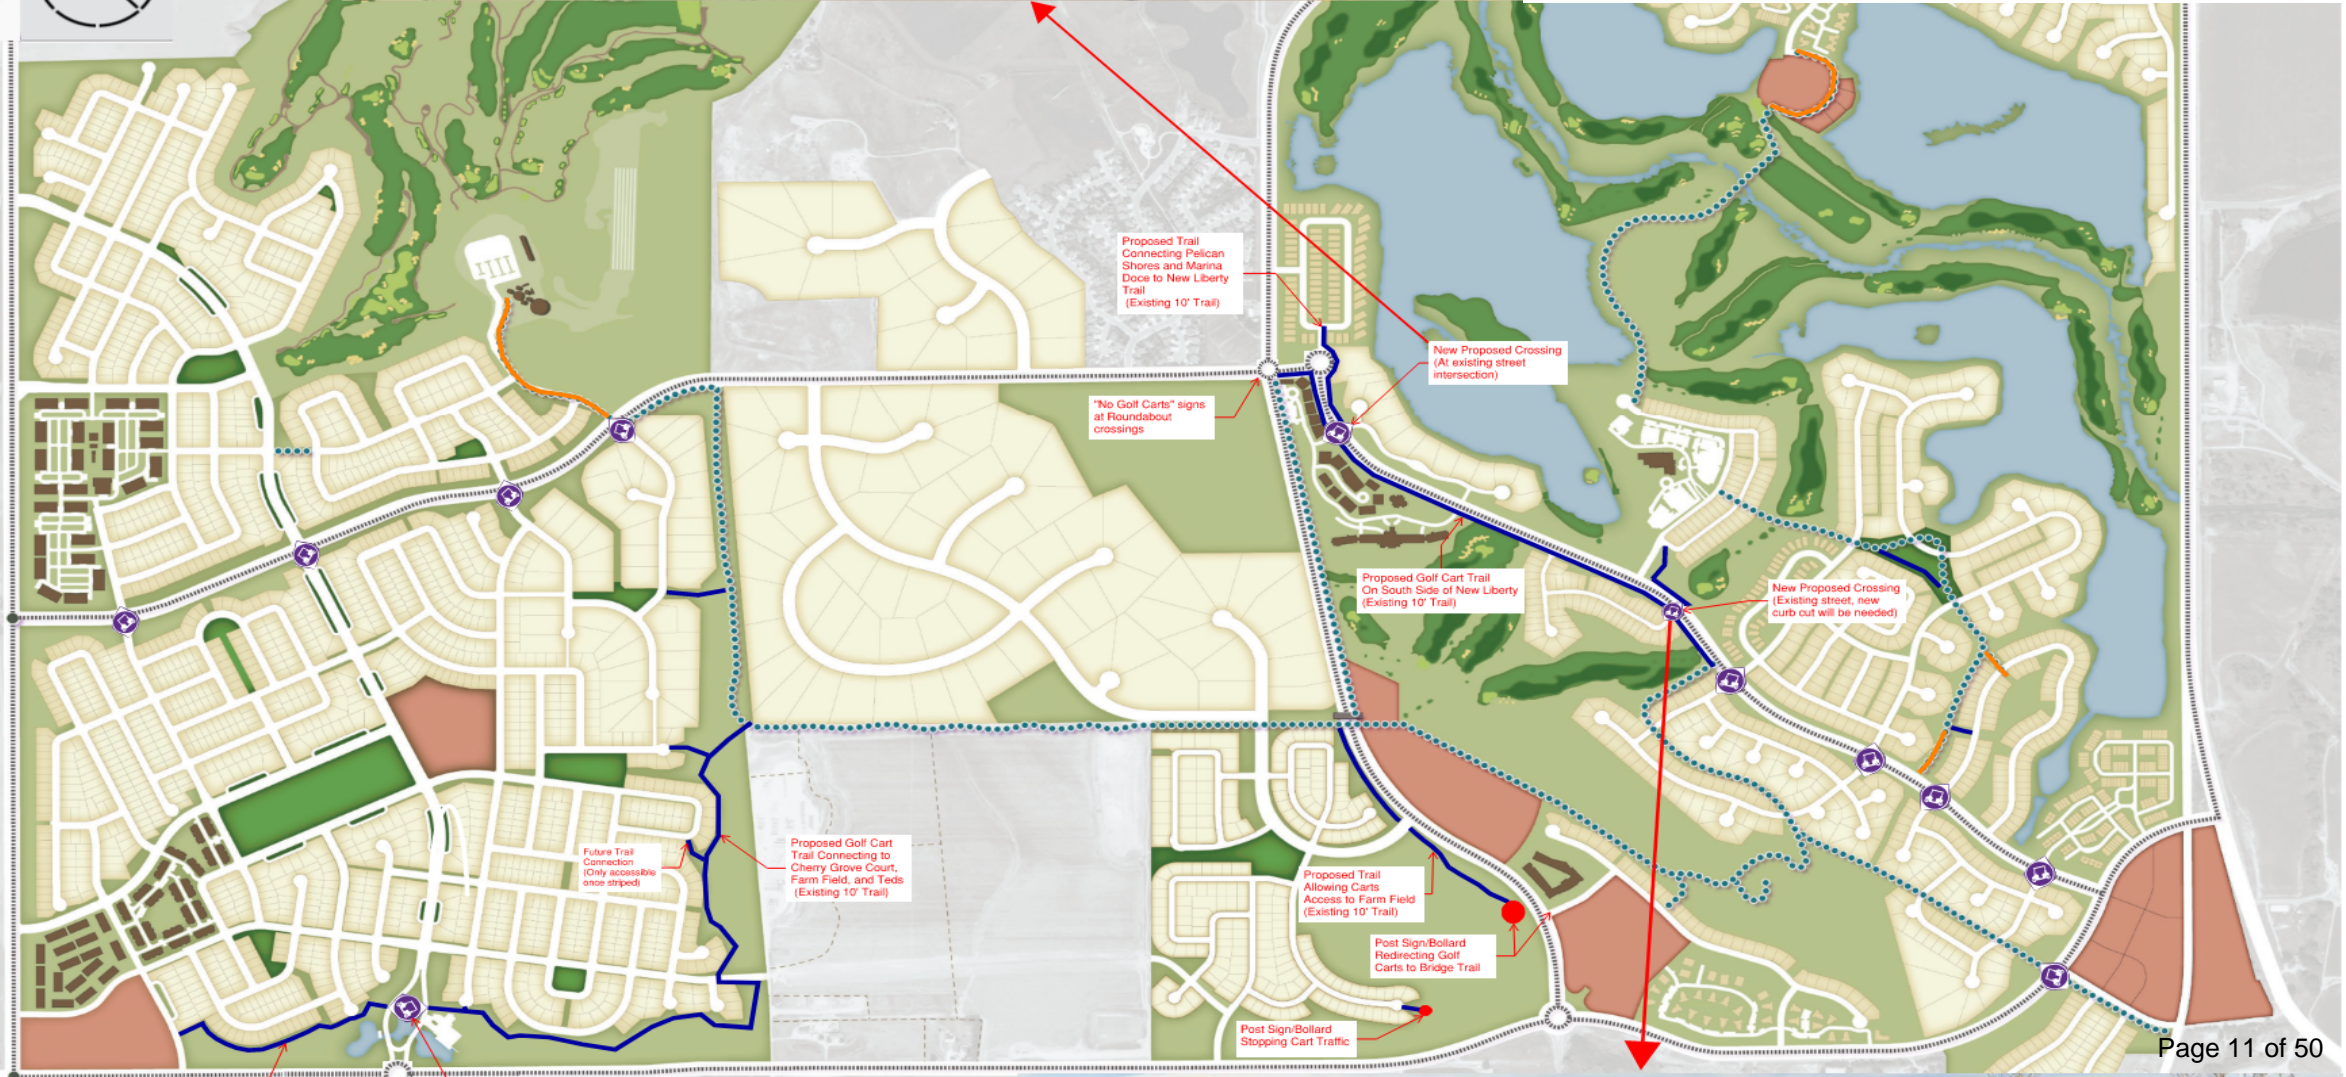 Proposed Trail
Connecting Pelican
Shores and Marina
Doce to New Liberty
Trail
(Existing 10' Trail)
New Proposed Crossing
(At existing street
intersection)
"No Golf Carts" signs
at Roundabout
crossings
Proposed Golf Cart Trail
On South Side of New Liberty
(Existing 10' Trail)
New Proposed Crossing
(Existing street, new
curb cut will be needed)
Future Trail
Connection
(Only accessible
once striped)
Proposed Golf Cart
Trail Connecting to
Cherry Grove Court,
Farm Field, and Teds
(Existing 10' Trail)
Proposed Trail
Allowing Carts
Access to Farm Field
(Existing 10' Trail)
Post Sign/Bollard
Redirecting Golf
Carts to Bridge Trail
Post Sign/Bollard
Stopping Cart Traffic
Page 11 of 50